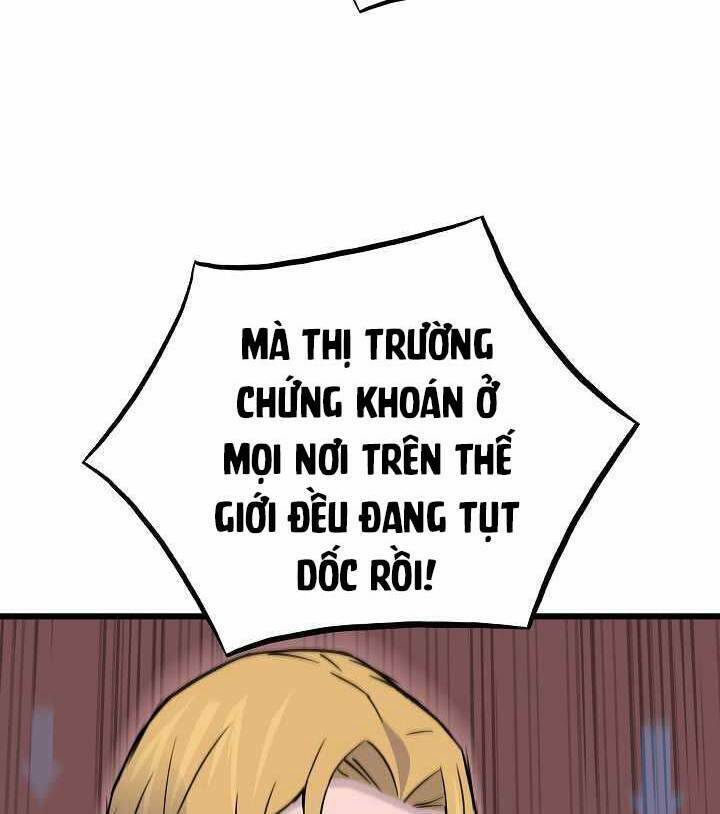 MÀ THỊ TRƯỜNG
CHỨNG KHOÁN Ở
MỌI NƠI TRÊN THẾ
GIỚI ĐỀU ĐANG TỤT
DỐC RỒI!